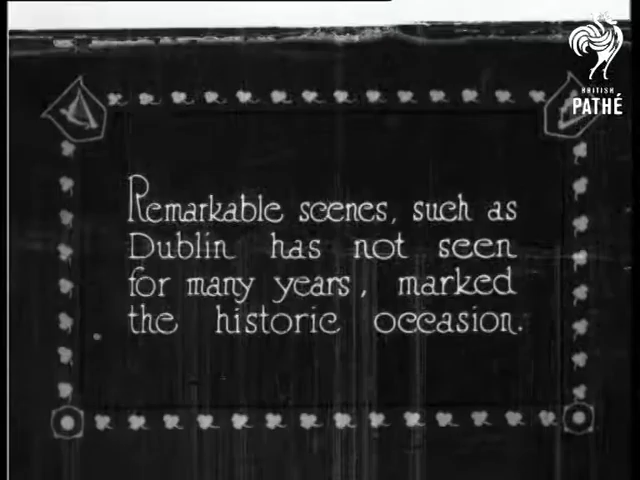 BRITISH
PATHÉ
Remarkable scenes, such as
Dublin has not seen
for many years, marked
the historic occasion.